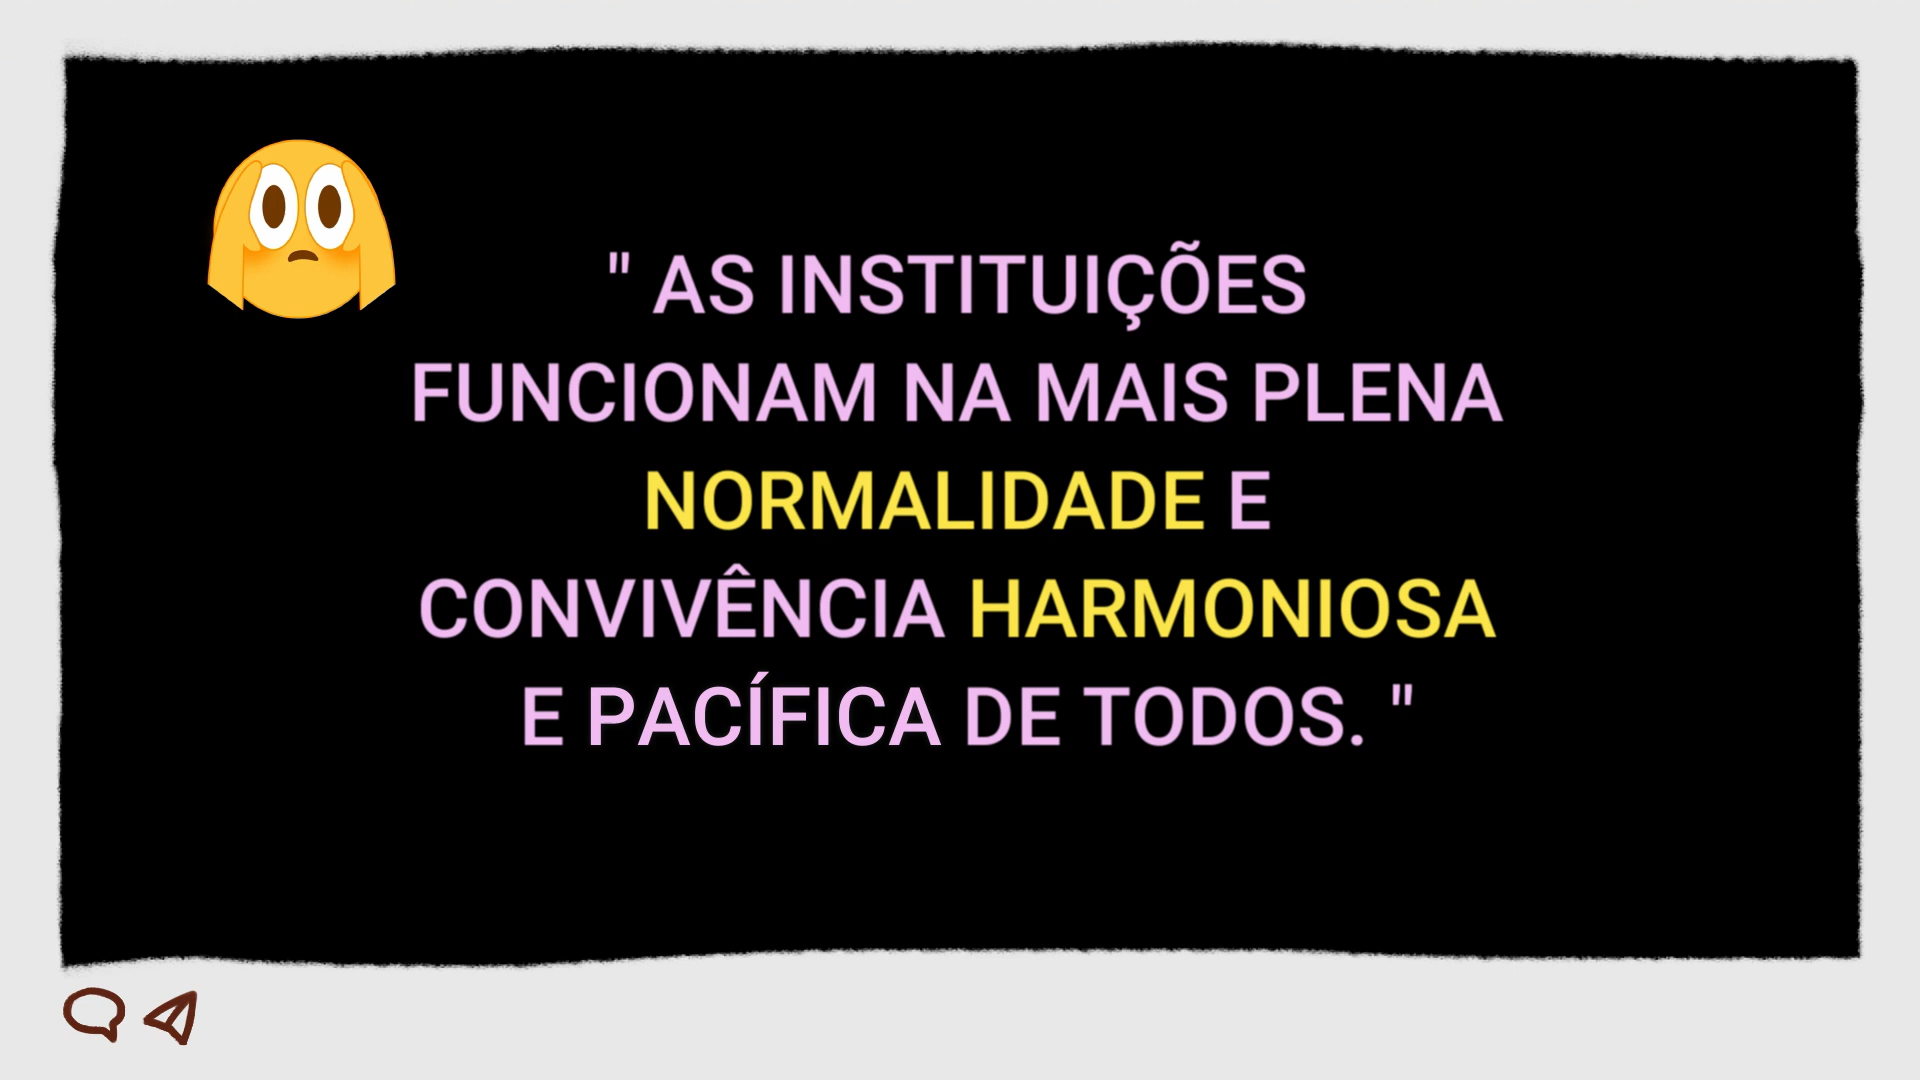 " AS INSTITUIÇÕES
FUNCIONAM NA MAIS PLENA
NORMALIDADE E
CONVIVÊNCIA HARMONIOSA
E PACÍFICA DE TODOS. "